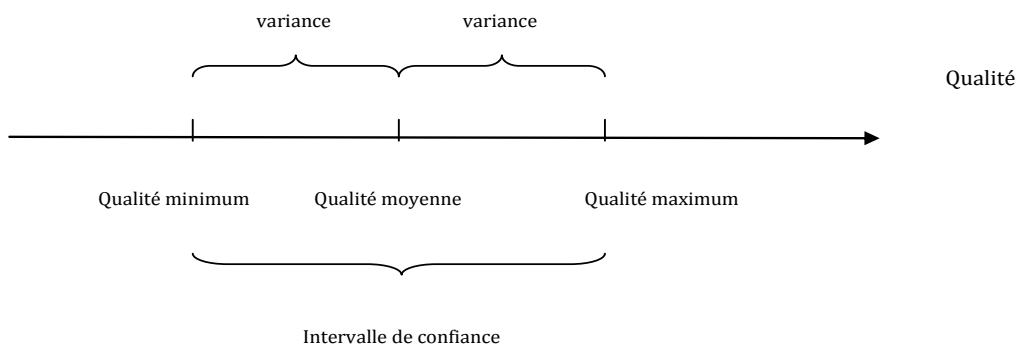 variance variance
Qualité
Qualité minimum Qualité moyenne Qualité maximum
Intervalle de confiance